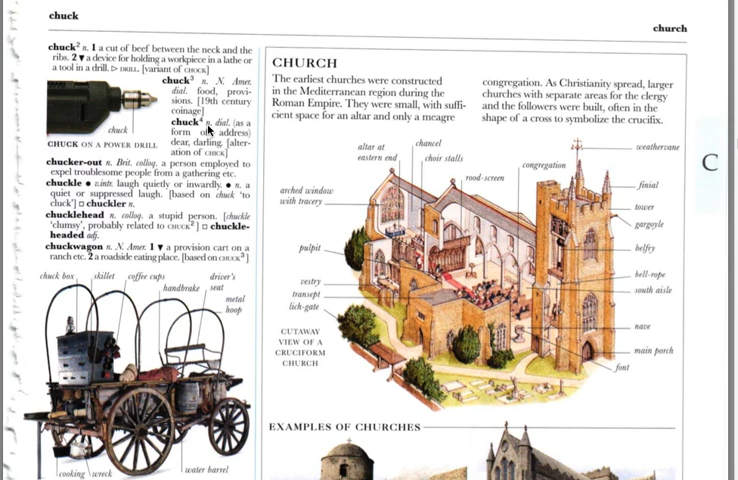 chuck
church
chuck² n. 1 a cut of beef between the neck and the
ribs. 2 ▼ a device for holding a workpiece in a lathe or
a tool in a drill. ▷ DRILL. [variant of CHOCK]
chuck
CHUCK ON A POWER DRILL
chuck³ n. N. Amer.
dial. food, provi-
sions. [19th century
coinage]
chuck⁴ n. dial. (as a
form of address)
dear, darling. [alter-
ation of CHICK]
chucker-out n. Brit. colloq. a person employed to
expel troublesome people from a gathering etc.
chuckle ● v.intr. laugh quietly or inwardly. ● n. a
quiet or suppressed laugh. [based on chuck 'to
cluck'] □ chuckler n.
chucklehead n. colloq. a stupid person. [chuckle
'clumsy', probably related to CHUCK²] □ chuckle-
headed adj.
chuckwagon n. N. Amer. 1 ▼ a provision cart on a
ranch etc. 2 a roadside eating place. [based on CHUCK³]
chuck box
skillet
coffee cups
handbrake
driver's
seat
metal
hoop
cooking
wreck
water barrel
CHURCH
The earliest churches were constructed
in the Mediterranean region during the
Roman Empire. They were small, with suffi-
cient space for an altar and only a meagre
congregation. As Christianity spread, larger
churches with separate areas for the clergy
and the followers were built, often in the
shape of a cross to symbolize the crucifix.
altar at
eastern end
chancel
choir stalls
rood-screen
congregation
weathervane
finial
tower
gargoyle
belfry
bell-rope
south aisle
nave
main porch
font
arched window
with tracery
pulpit
vestry
transept
lich-gate
CUTAWAY
VIEW OF A
CRUCIFORM
CHURCH
C
EXAMPLES OF CHURCHES